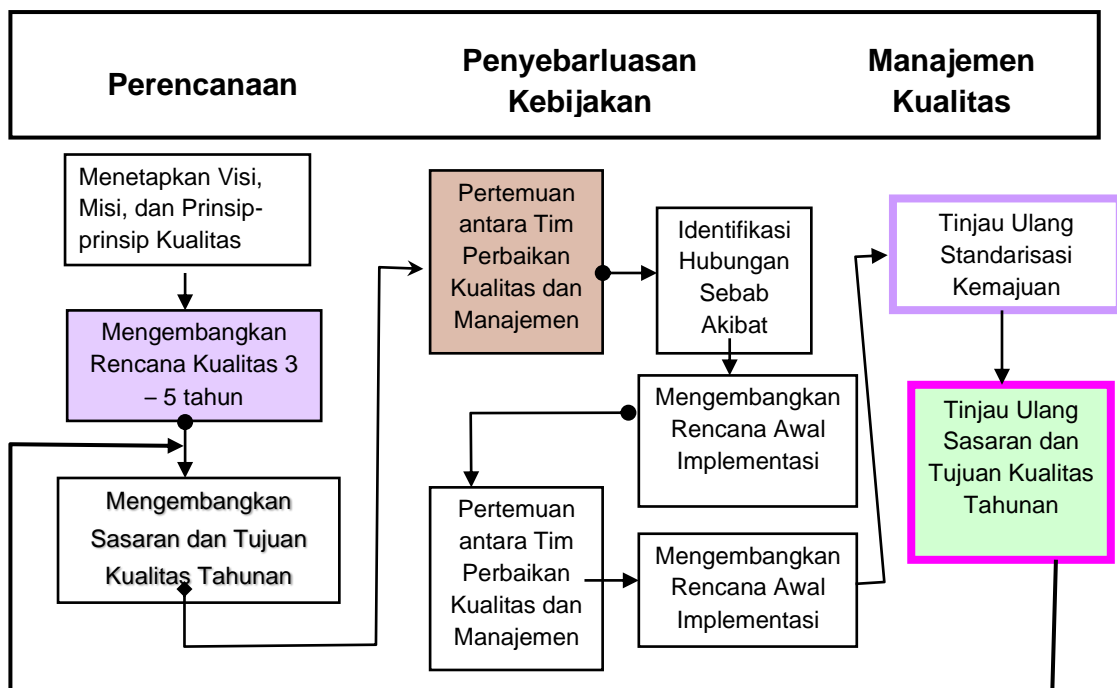 Perencanaan
Penyebarluasan
Kebijakan
Manajemen
Kualitas
Menetapkan Visi,
Misi, dan Prinsip-
prinsip Kualitas
Mengembangkan
Rencana Kualitas 3
– 5 tahun
Mengembangkan
Sasaran dan Tujuan
Kualitas Tahunan
Pertemuan
antara Tim
Perbaikan
Kualitas dan
Manajemen
Identifikasi
Hubungan
Sebab
Akibat
Mengembangkan
Rencana Awal
Implementasi
Pertemuan
antara Tim
Perbaikan
Kualitas dan
Manajemen
Mengembangkan
Rencana Awal
Implementasi
Tinjau Ulang
Standarisasi
Kemajuan
Tinjau Ulang
Sasaran dan
Tujuan Kualitas
Tahunan